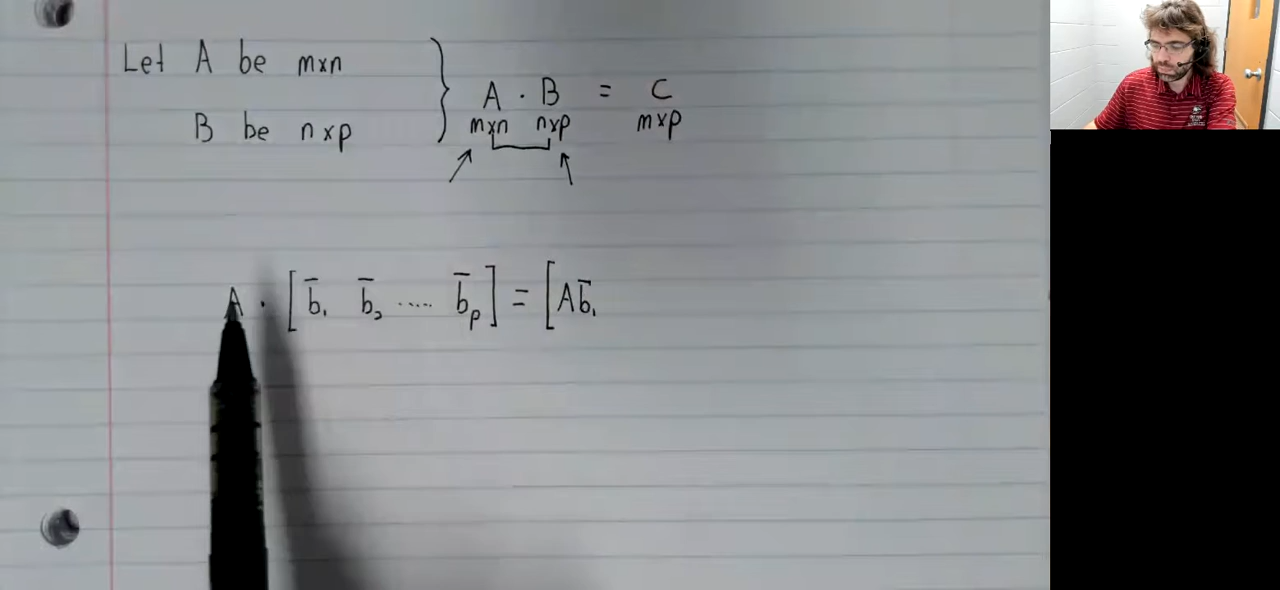 Let A be m×n
B be n×p
A · B = C
m×n n×p m×p
A · [b̄₁ b̄₂ ..... b̄ₚ] = [Ab̄₁